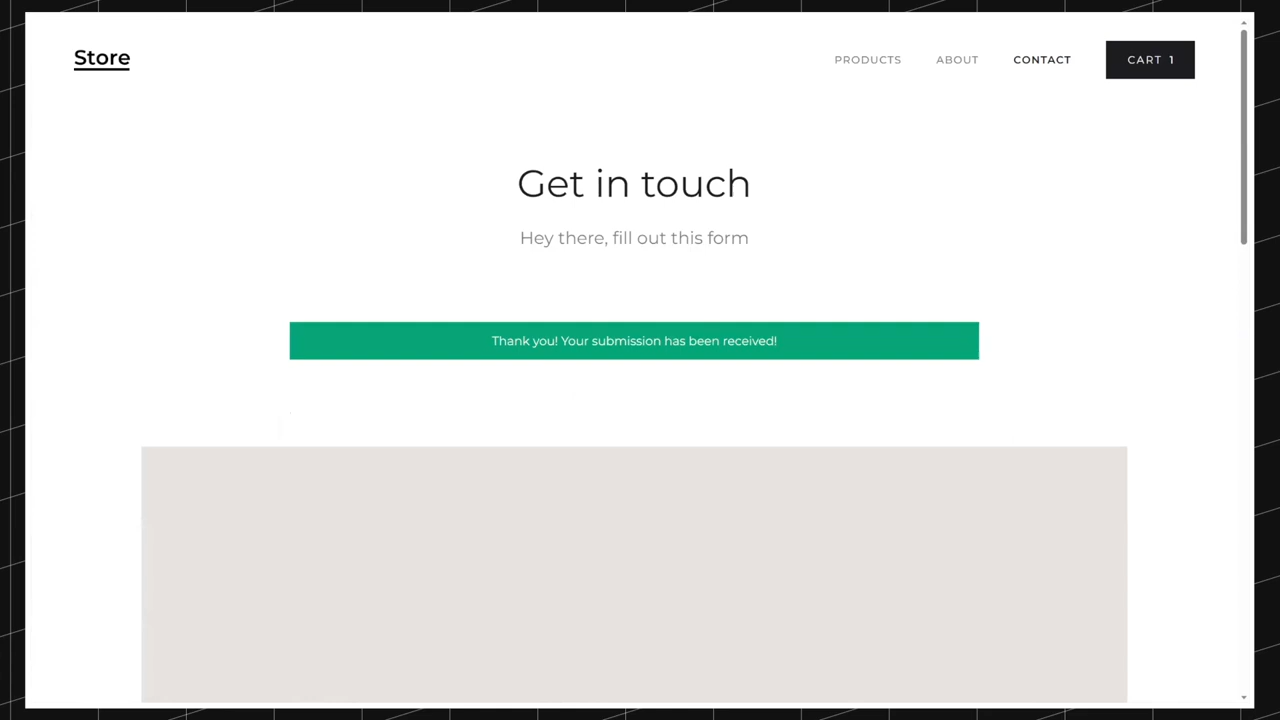 Store
PRODUCTS ABOUT CONTACT CART 1
Get in touch
Hey there, fill out this form
Thank you! Your submission has been received!